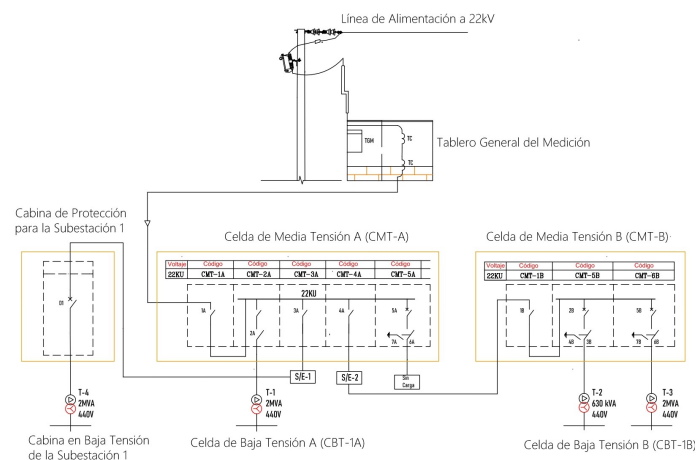 Línea de Alimentación a 22kV
TGM
TC
TC
Tablero General del Medición
Cabina de Protección
para la Subestación 1
Celda de Media Tensión A (CMT-A)
Celda de Media Tensión B (CMT-B)
Voltaje Código Código Código Código Código
22KU CMT-1A CMT-2A CMT-3A CMT-4A CMT-5A
Voltaje Código Código Código
22KU CMT-1B CMT-5B CMT-6B
22KU
D1
1A
2A
3A
4A
5A
7A
6A
1B
2B
4B
3B
5B
7B
6B
S/E-1
S/E-2
Sin
Carga
T-4
2MVA
440V
T-1
2MVA
440V
T-2
630 kVA
440V
T-3
2MVA
440V
Cabina en Baja Tensión
de la Subestación 1
Celda de Baja Tensión A (CBT-1A)
Celda de Baja Tensión B (CBT-1B)